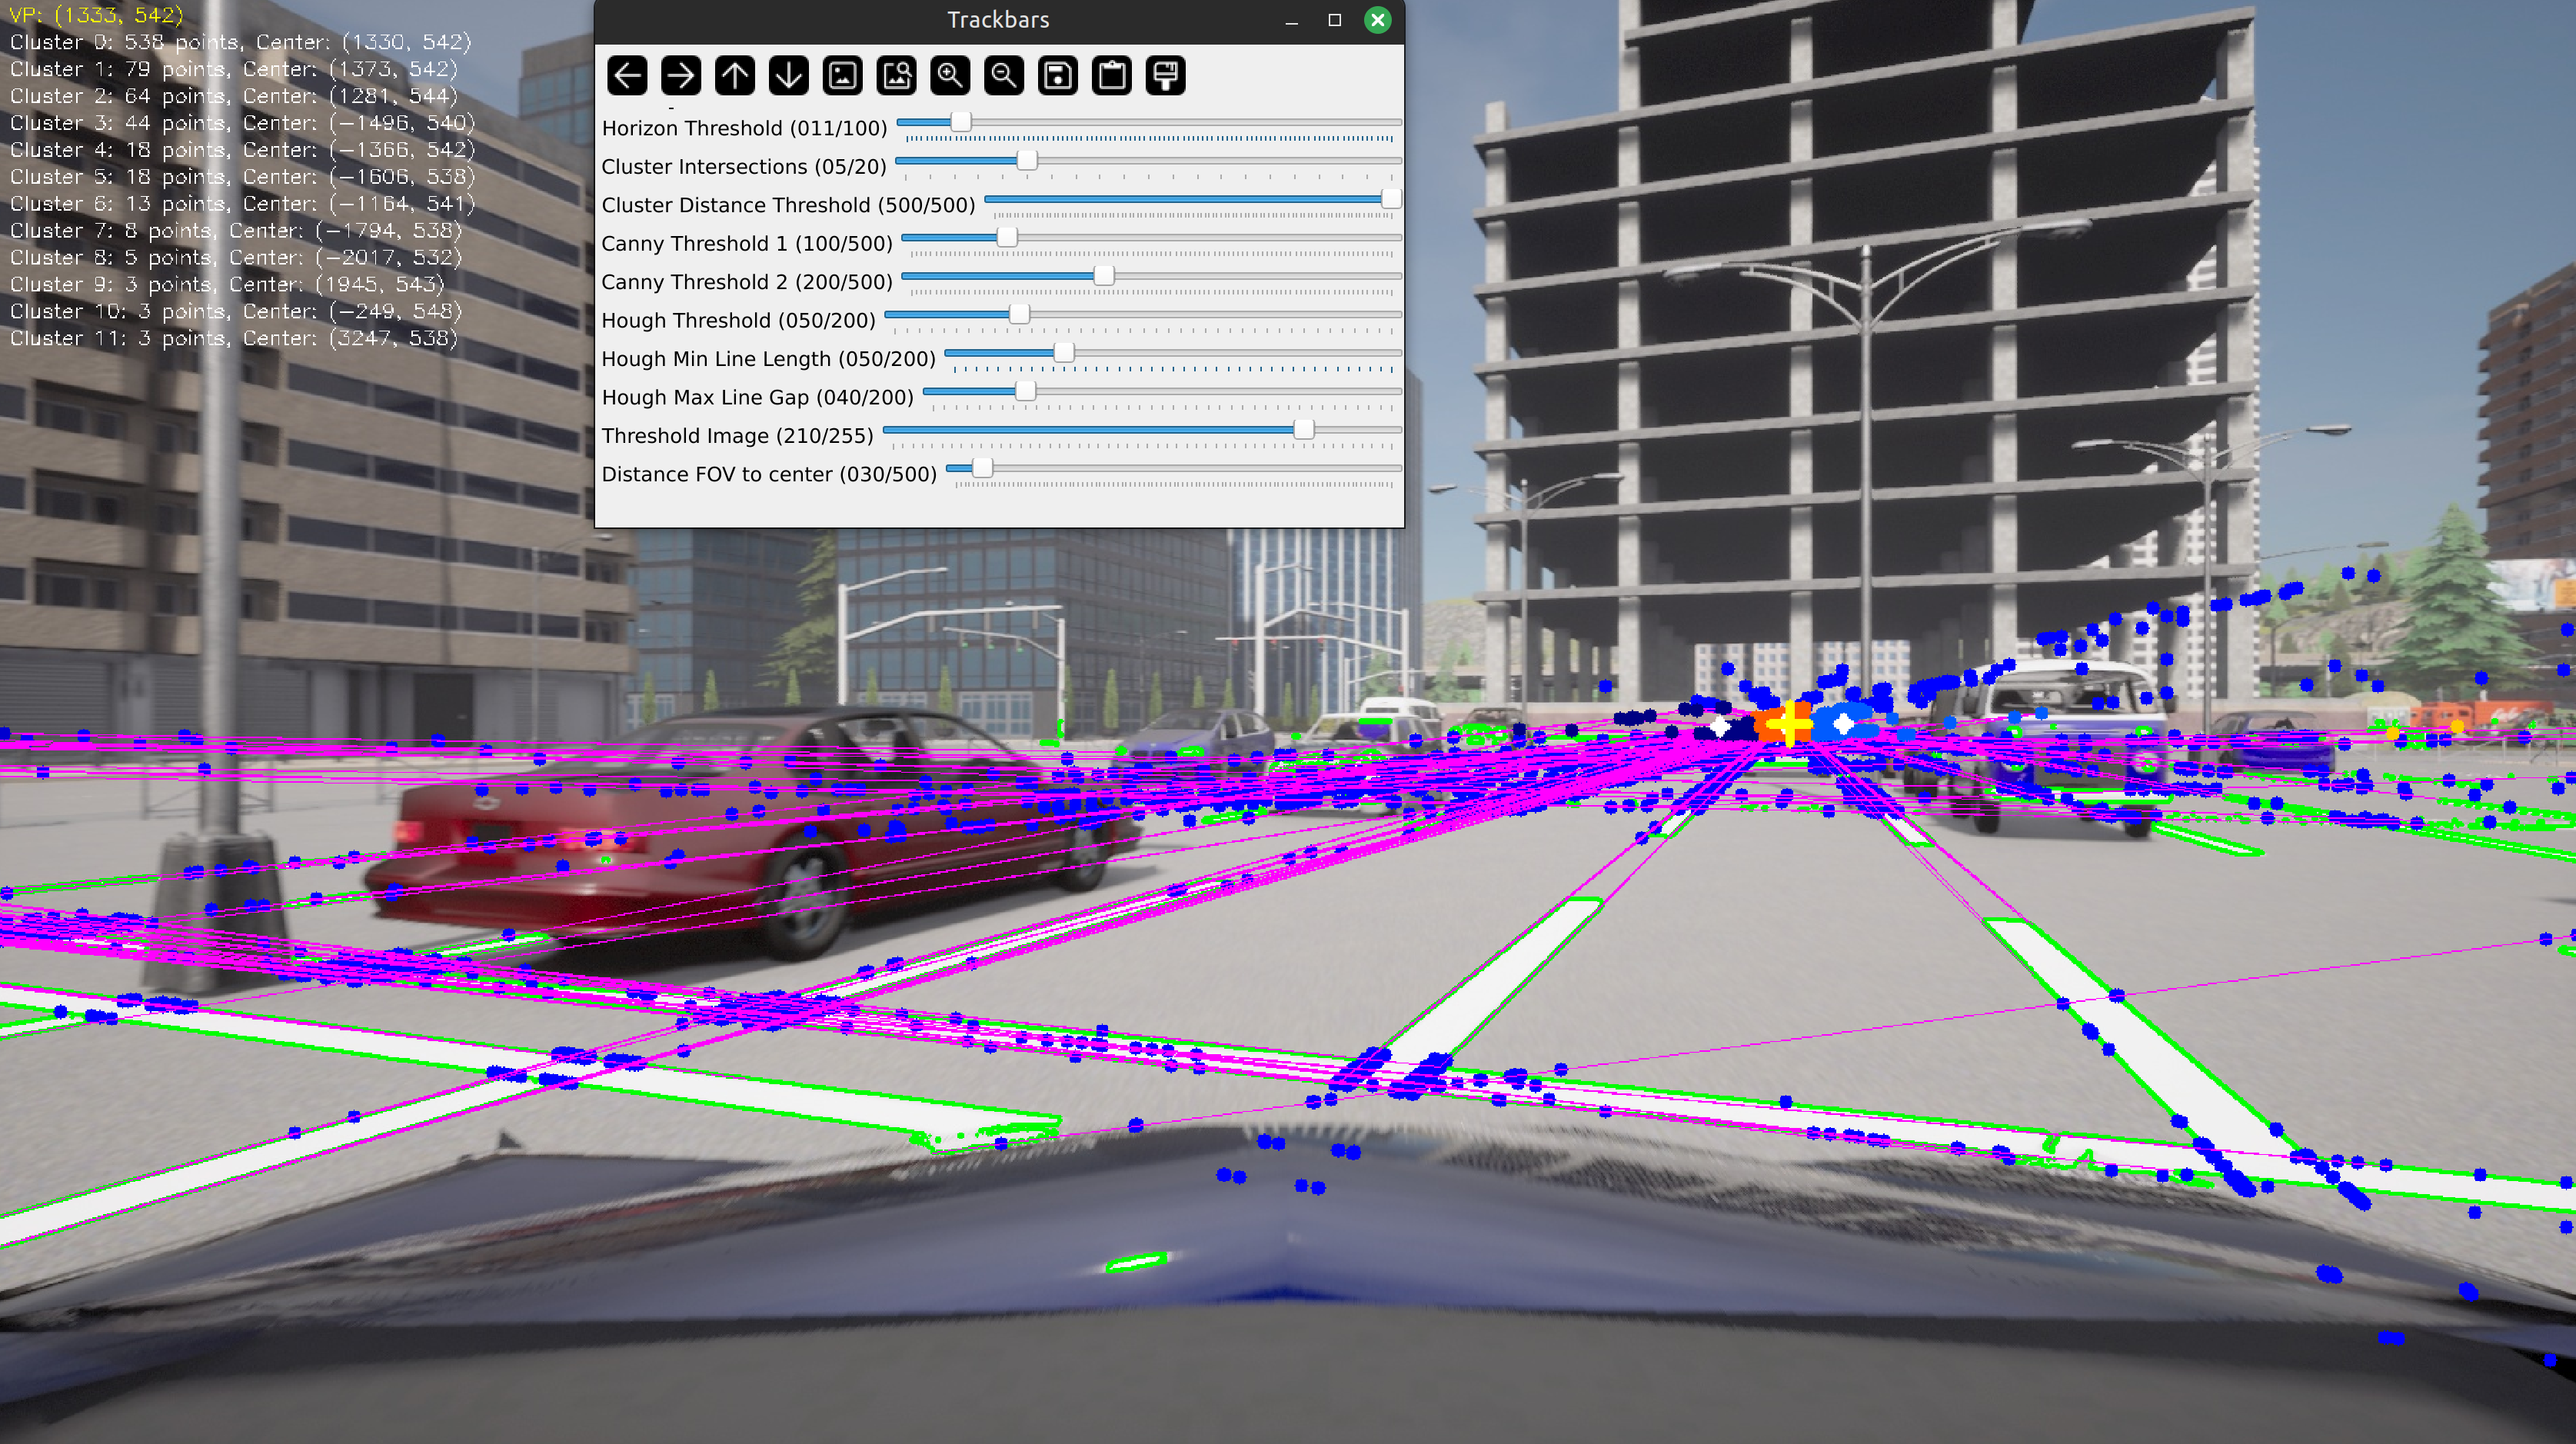 VP: (1333, 542)
Cluster 0: 538 points, Center: (1330, 542)
Cluster 1: 79 points, Center: (1373, 542)
Cluster 2: 64 points, Center: (1281, 544)
Cluster 3: 44 points, Center: (-1496, 540)
Cluster 4: 18 points, Center: (-1366, 542)
Cluster 5: 18 points, Center: (-1606, 538)
Cluster 6: 13 points, Center: (-1164, 541)
Cluster 7: 8 points, Center: (-1794, 538)
Cluster 8: 5 points, Center: (-2017, 532)
Cluster 9: 3 points, Center: (1945, 543)
Cluster 10: 3 points, Center: (-249, 548)
Cluster 11: 3 points, Center: (3247, 538)
Trackbars
Horizon Threshold (011/100)
Cluster Intersections (05/20)
Cluster Distance Threshold (500/500)
Canny Threshold 1 (100/500)
Canny Threshold 2 (200/500)
Hough Threshold (050/200)
Hough Min Line Length (050/200)
Hough Max Line Gap (040/200)
Threshold Image (210/255)
Distance FOV to center (030/500)